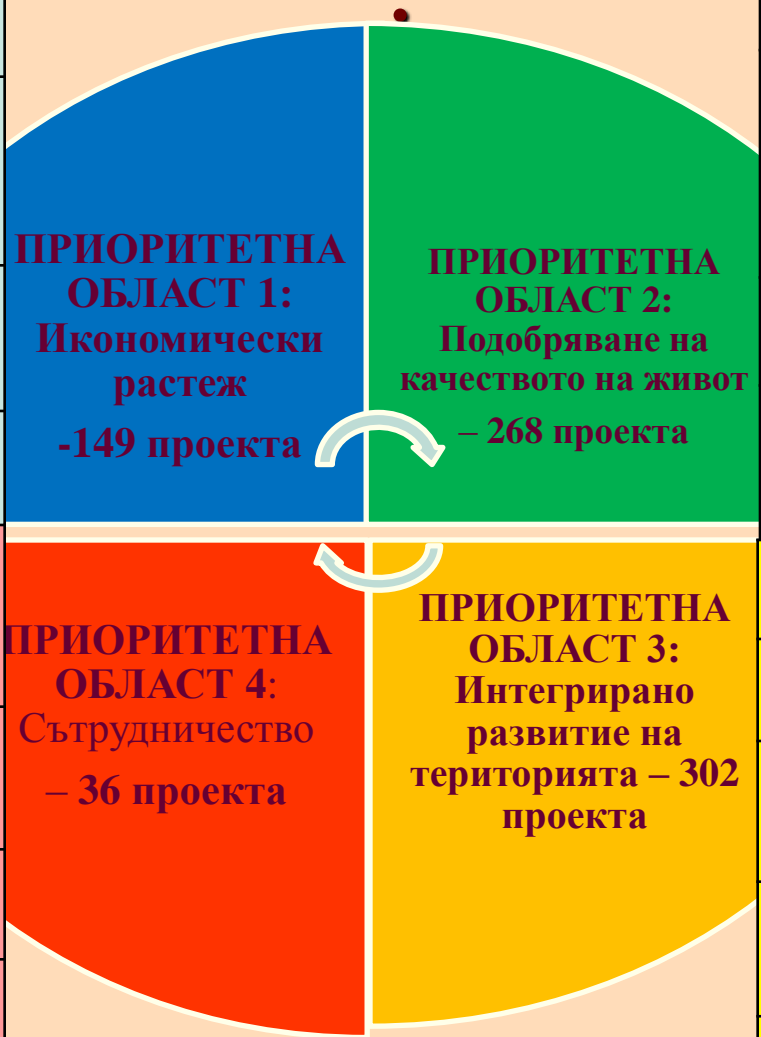 ПРИОРИТЕТНА
ОБЛАСТ 1:
Икономически
растеж
-149 проекта
ПРИОРИТЕТНА
ОБЛАСТ 2:
Подобряване на
качеството на живот
– 268 проекта
ПРИОРИТЕТНА
ОБЛАСТ 4:
Сътрудничество
– 36 проекта
ПРИОРИТЕТНА
ОБЛАСТ 3:
Интегрирано
развитие на
територията – 302
проекта